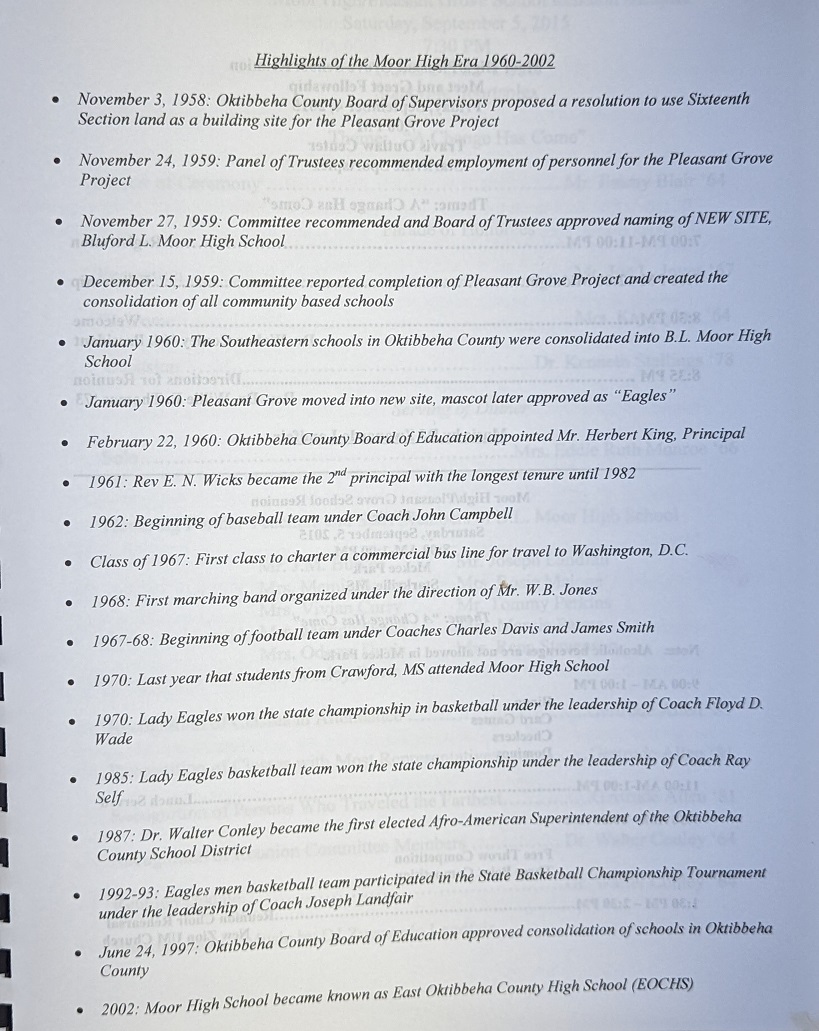 Highlights of the Moor High Era 1960-2002
• November 3, 1958: Oktibbeha County Board of Supervisors proposed a resolution to use Sixteenth
Section land as a building site for the Pleasant Grove Project
• November 24, 1959: Panel of Trustees recommended employment of personnel for the Pleasant Grove
Project
• November 27, 1959: Committee recommended and Board of Trustees approved naming of NEW SITE,
Bluford L. Moor High School
• December 15, 1959: Committee reported completion of Pleasant Grove Project and created the
consolidation of all community based schools
• January 1960: The Southeastern schools in Oktibbeha County were consolidated into B.L. Moor High
School
• January 1960: Pleasant Grove moved into new site, mascot later approved as “Eagles”
• February 22, 1960: Oktibbeha County Board of Education appointed Mr. Herbert King, Principal
• 1961: Rev E. N. Wicks became the 2nd principal with the longest tenure until 1982
• 1962: Beginning of baseball team under Coach John Campbell
• Class of 1967: First class to charter a commercial bus line for travel to Washington, D.C.
• 1968: First marching band organized under the direction of Mr. W.B. Jones
• 1967-68: Beginning of football team under Coaches Charles Davis and James Smith
• 1970: Last year that students from Crawford, MS attended Moor High School
• 1970: Lady Eagles won the state championship in basketball under the leadership of Coach Floyd D.
Wade
• 1985: Lady Eagles basketball team won the state championship under the leadership of Coach Ray
Self
• 1987: Dr. Walter Conley became the first elected Afro-American Superintendent of the Oktibbeha
County School District
• 1992-93: Eagles men basketball team participated in the State Basketball Championship Tournament
under the leadership of Coach Joseph Landfair
• June 24, 1997: Oktibbeha County Board of Education approved consolidation of schools in Oktibbeha
County
• 2002: Moor High School became known as East Oktibbeha County High School (EOCHS)